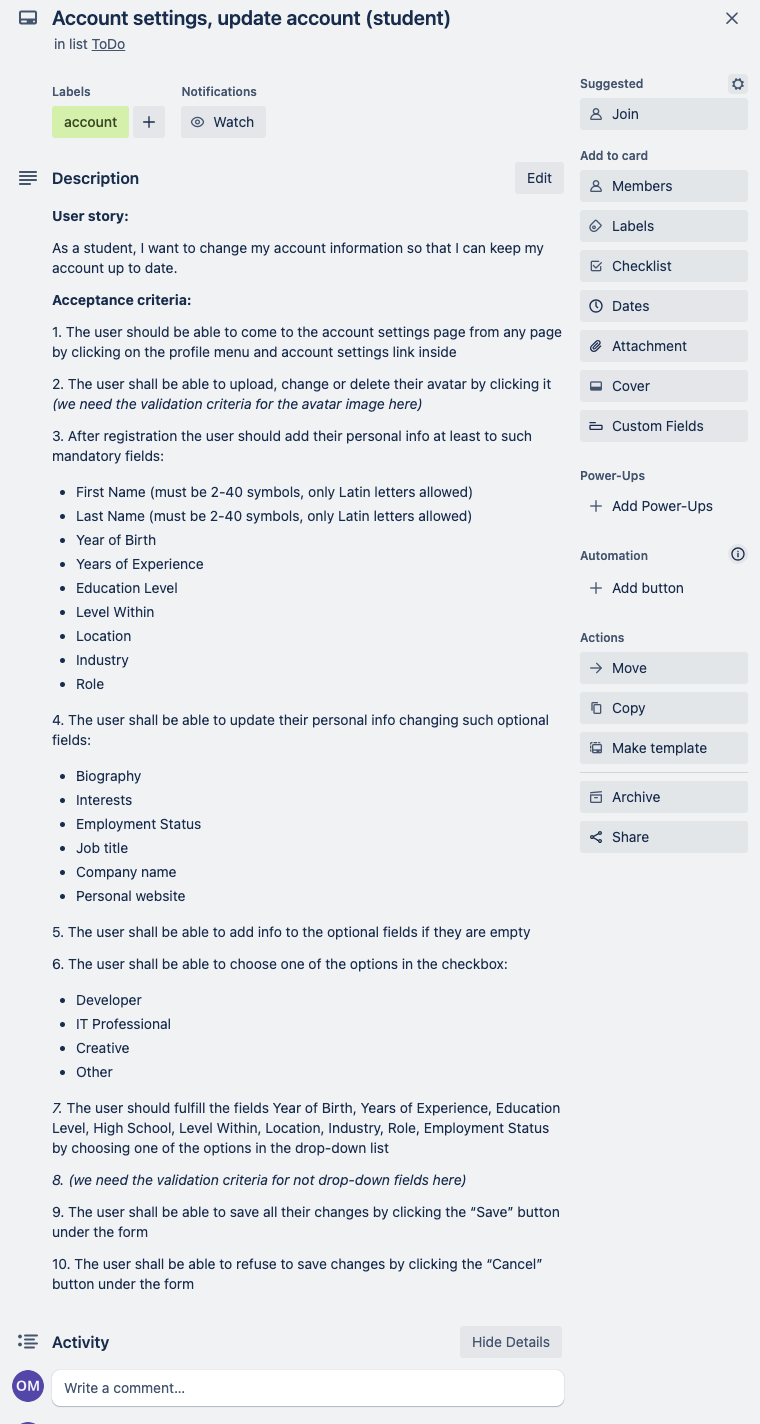 Account settings, update account (student)
in list ToDo
Labels
account
Notifications
Watch
Description
Edit
User story:
As a student, I want to change my account information so that I can keep my
account up to date.
Acceptance criteria:
1. The user should be able to come to the account settings page from any page
by clicking on the profile menu and account settings link inside
2. The user shall be able to upload, change or delete their avatar by clicking it
(we need the validation criteria for the avatar image here)
3. After registration the user should add their personal info at least to such
mandatory fields:
• First Name (must be 2-40 symbols, only Latin letters allowed)
• Last Name (must be 2-40 symbols, only Latin letters allowed)
• Year of Birth
• Years of Experience
• Education Level
• Level Within
• Location
• Industry
• Role
4. The user shall be able to update their personal info changing such optional
fields:
• Biography
• Interests
• Employment Status
• Job title
• Company name
• Personal website
5. The user shall be able to add info to the optional fields if they are empty
6. The user shall be able to choose one of the options in the checkbox:
• Developer
• IT Professional
• Creative
• Other
7. The user should fulfill the fields Year of Birth, Years of Experience, Education
Level, High School, Level Within, Location, Industry, Role, Employment Status
by choosing one of the options in the drop-down list
8. (we need the validation criteria for not drop-down fields here)
9. The user shall be able to save all their changes by clicking the “Save” button
under the form
10. The user shall be able to refuse to save changes by clicking the “Cancel”
button under the form
Activity
Hide Details
OM
Write a comment…
Suggested
Join
Add to card
Members
Labels
Checklist
Dates
Attachment
Cover
Custom Fields
Power-Ups
Add Power-Ups
Automation
Add button
Actions
Move
Copy
Make template
Archive
Share